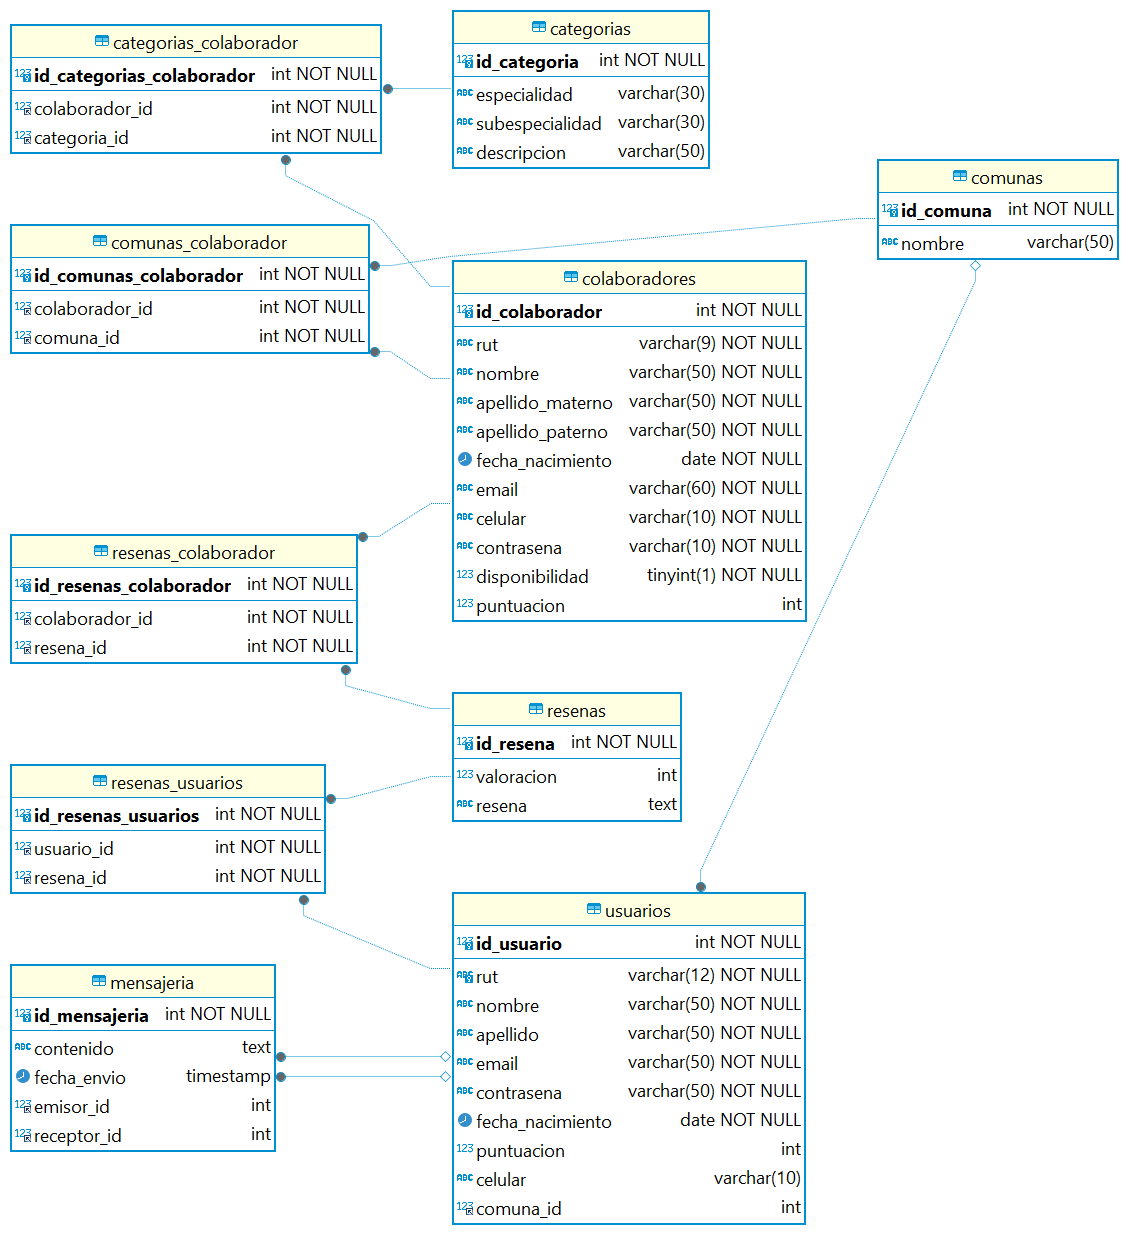 categorias_colaborador
id_categorias_colaborador int NOT NULL
colaborador_id int NOT NULL
categoria_id int NOT NULL
categorias
id_categoria int NOT NULL
especialidad varchar(30)
subespecialidad varchar(30)
descripcion varchar(50)
comunas
id_comuna int NOT NULL
nombre varchar(50)
comunas_colaborador
id_comunas_colaborador int NOT NULL
colaborador_id int NOT NULL
comuna_id int NOT NULL
colaboradores
id_colaborador int NOT NULL
rut varchar(9) NOT NULL
nombre varchar(50) NOT NULL
apellido_materno varchar(50) NOT NULL
apellido_paterno varchar(50) NOT NULL
fecha_nacimiento date NOT NULL
email varchar(60) NOT NULL
celular varchar(10) NOT NULL
contrasena varchar(10) NOT NULL
disponibilidad tinyint(1) NOT NULL
puntuacion int
resenas_colaborador
id_resenas_colaborador int NOT NULL
colaborador_id int NOT NULL
resena_id int NOT NULL
resenas
id_resena int NOT NULL
valoracion int
resena text
resenas_usuarios
id_resenas_usuarios int NOT NULL
usuario_id int NOT NULL
resena_id int NOT NULL
usuarios
id_usuario int NOT NULL
rut varchar(12) NOT NULL
nombre varchar(50) NOT NULL
apellido varchar(50) NOT NULL
email varchar(50) NOT NULL
contrasena varchar(50) NOT NULL
fecha_nacimiento date NOT NULL
puntuacion int
celular varchar(10)
comuna_id int
mensajeria
id_mensajeria int NOT NULL
contenido text
fecha_envio timestamp
emisor_id int
receptor_id int